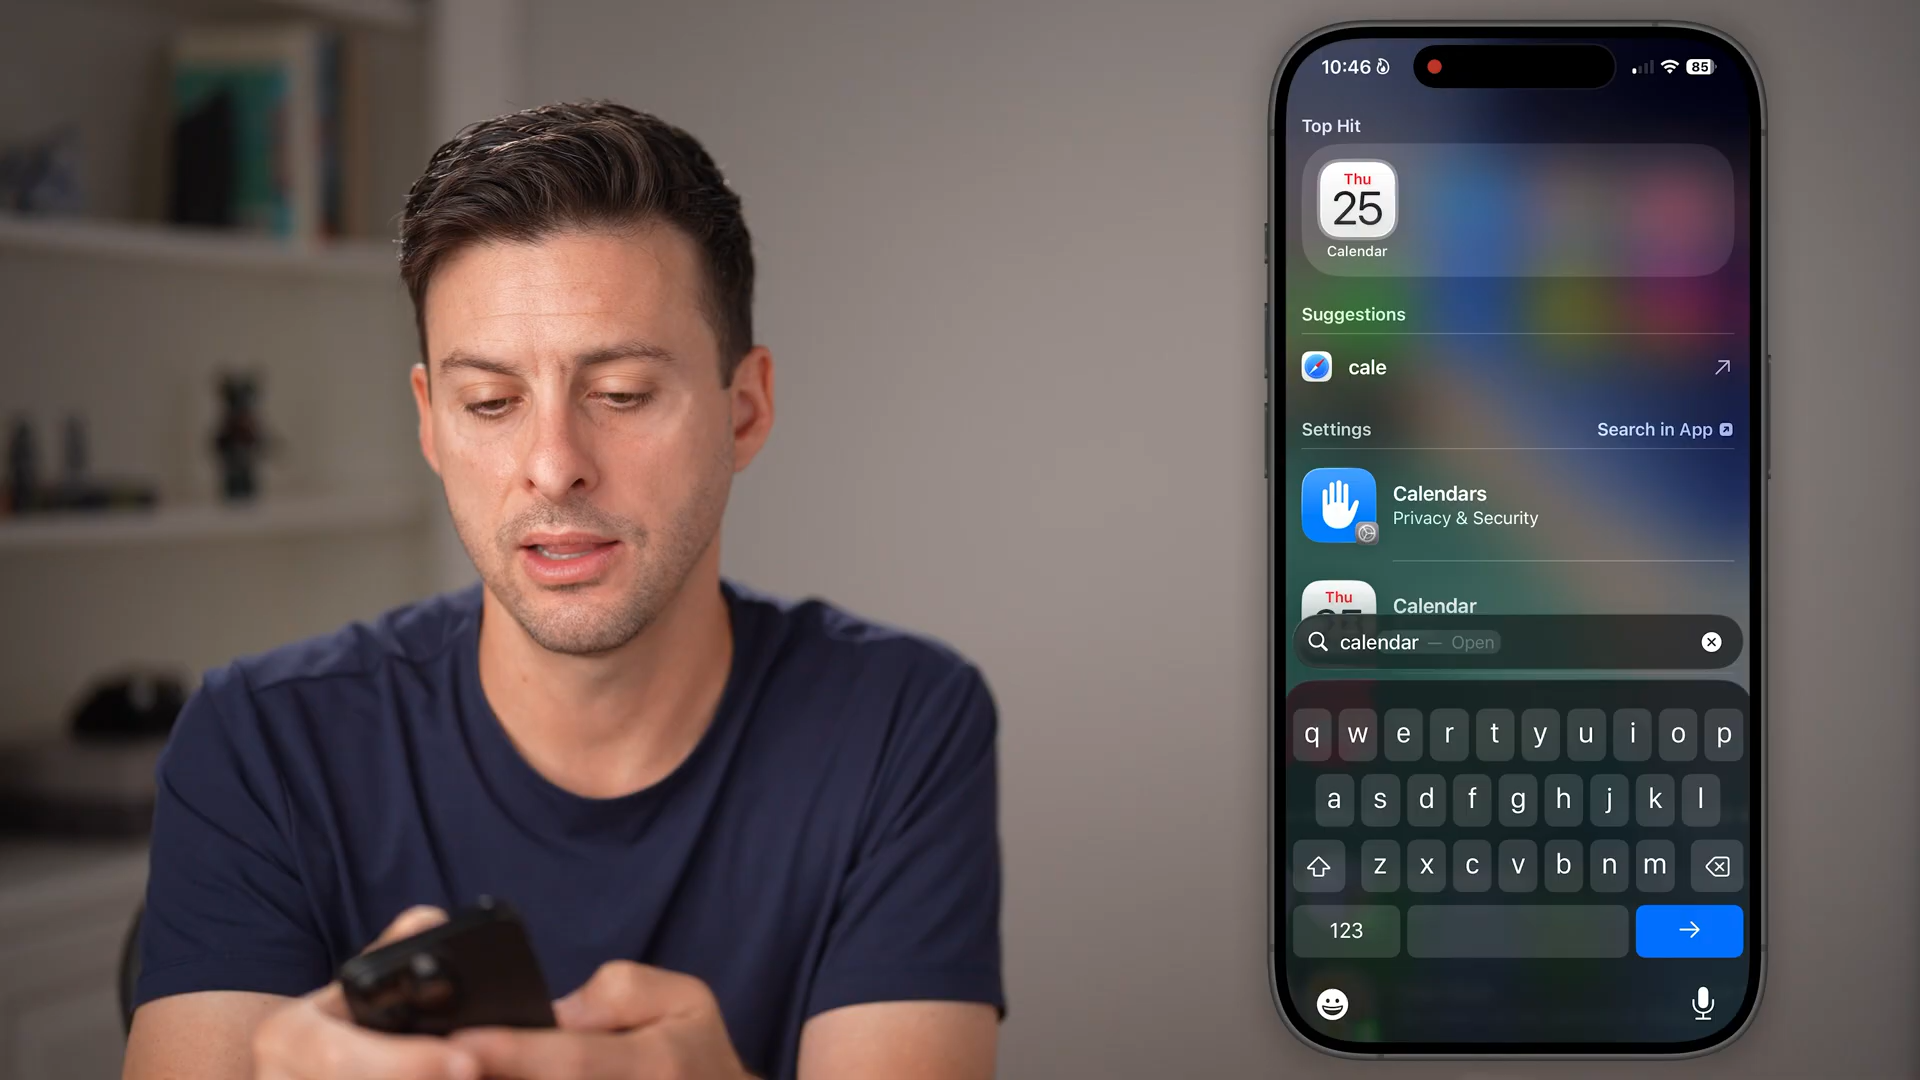 10:46
85
Top Hit
Thu
25
Calendar
Suggestions
cale
Settings
Search in App
Calendars
Privacy & Security
Thu
Calendar
calendar — Open
q w e r t y u i o p
a s d f g h j k l
z x c v b n m
123